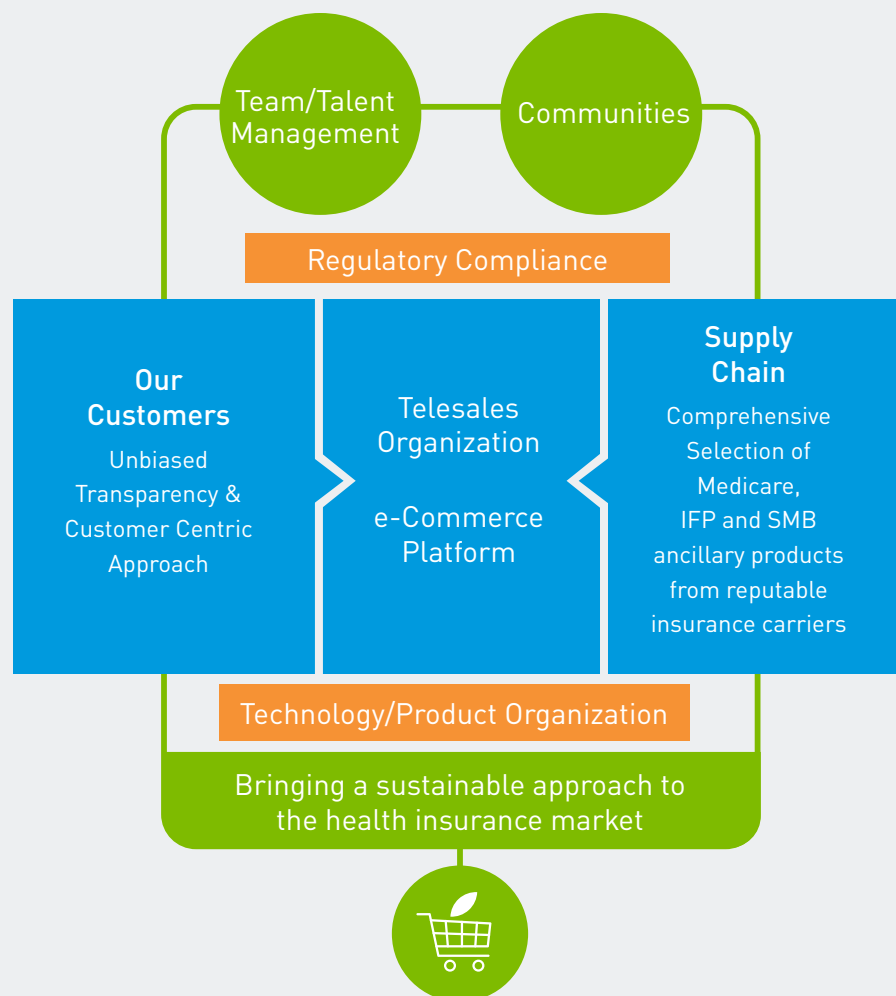 Team/Talent
Management
Communities
Regulatory Compliance
Our
Customers
Unbiased
Transparency &
Customer Centric
Approach
Telesales
Organization
e-Commerce
Platform
Supply
Chain
Comprehensive
Selection of
Medicare,
IFP and SMB
ancillary products
from reputable
insurance carriers
Technology/Product Organization
Bringing a sustainable approach to
the health insurance market